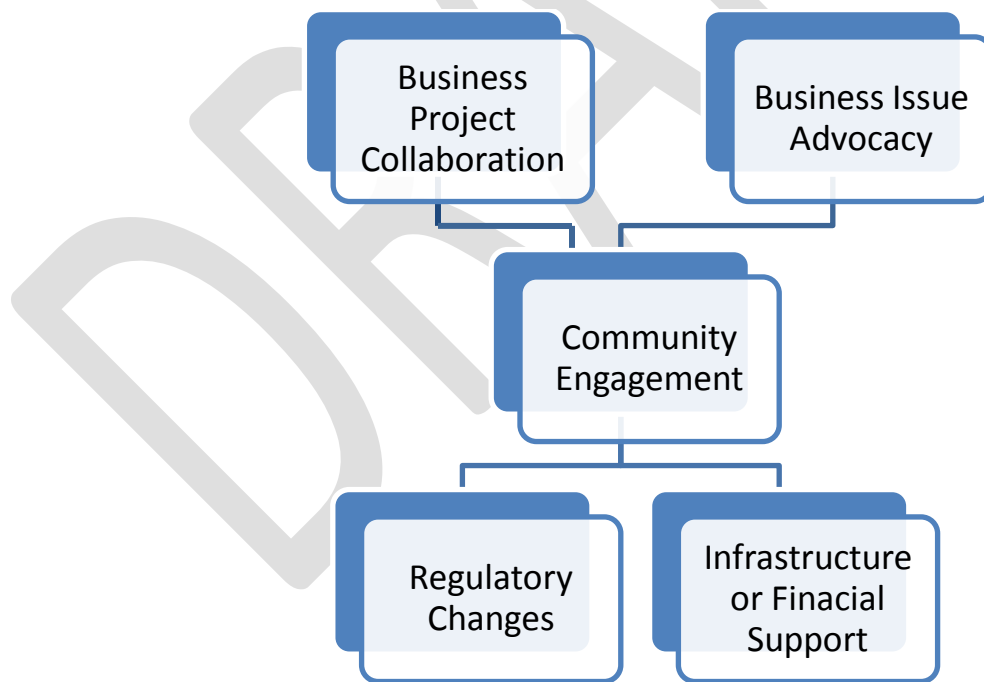 Business
Project
Collaboration
Business Issue
Advocacy
Community
Engagement
Regulatory
Changes
Infrastructure
or Finacial
Support